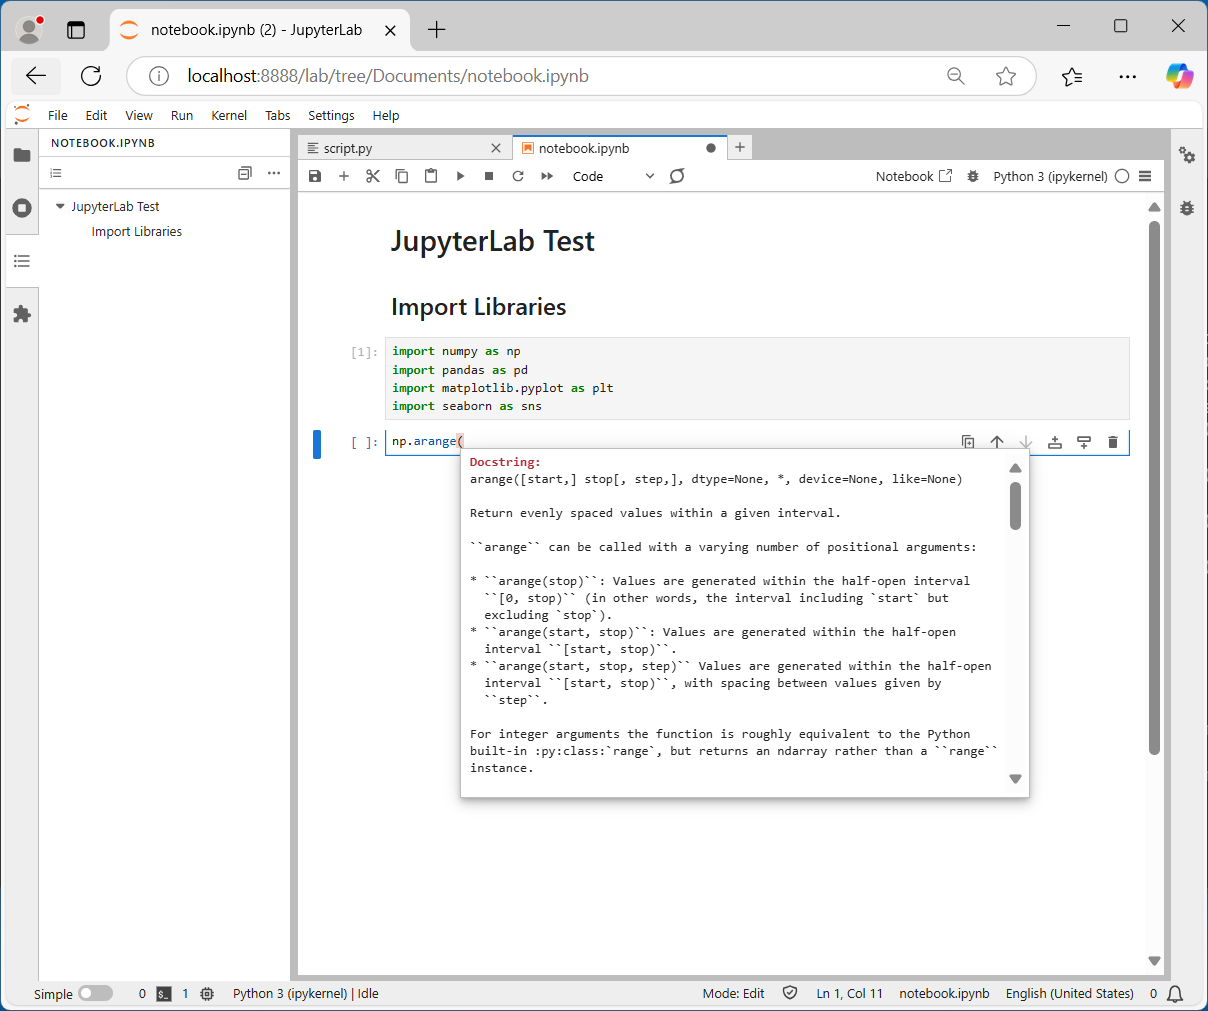 notebook.ipynb (2) - JupyterLab
localhost:8888/lab/tree/Documents/notebook.ipynb
File Edit View Run Kernel Tabs Settings Help
NOTEBOOK.IPYNB
JupyterLab Test
Import Libraries
script.py
notebook.ipynb
Code
Notebook
Python 3 (ipykernel)
JupyterLab Test
Import Libraries
[1]:
import numpy as np
import pandas as pd
import matplotlib.pyplot as plt
import seaborn as sns
[ ]:
np.arange(
Docstring:
arange([start,] stop[, step,], dtype=None, *, device=None, like=None)
Return evenly spaced values within a given interval.
``arange`` can be called with a varying number of positional arguments:
* ``arange(stop)``: Values are generated within the half-open interval
``[0, stop)`` (in other words, the interval including `start` but
excluding `stop`).
* ``arange(start, stop)``: Values are generated within the half-open
interval ``[start, stop)``.
* ``arange(start, stop, step)`` Values are generated within the half-open
interval ``[start, stop)``, with spacing between values given by
``step``.
For integer arguments the function is roughly equivalent to the Python
built-in :py:class:`range`, but returns an ndarray rather than a ``range``
instance.
Simple 0 1 Python 3 (ipykernel) | Idle Mode: Edit Ln 1, Col 11 notebook.ipynb English (United States) 0